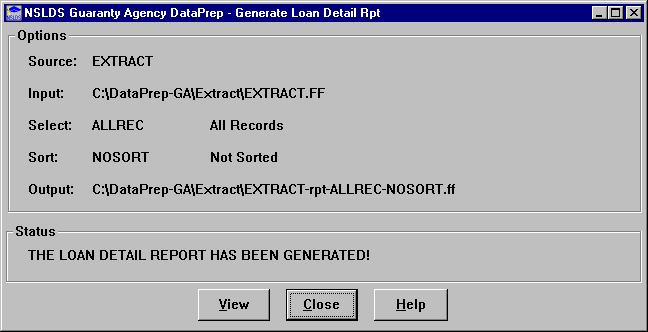 NSLDS Guaranty Agency DataPrep - Generate Loan Detail Rpt
Options
Source: EXTRACT
Input: C:\DataPrep-GA\Extract\EXTRACT.FF
Select: ALLREC All Records
Sort: NOSORT Not Sorted
Output: C:\DataPrep-GA\Extract\EXTRACT-rpt-ALLREC-NOSORT.ff
Status
THE LOAN DETAIL REPORT HAS BEEN GENERATED!
View Close Help